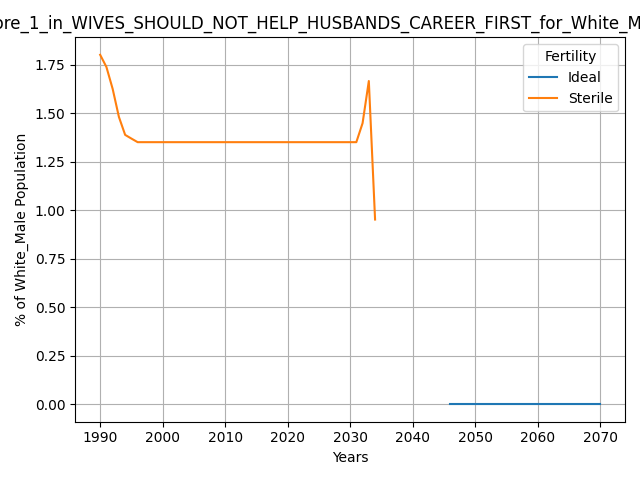 ore_1_in_WIVES_SHOULD_NOT_HELP_HUSBANDS_CAREER_FIRST_for_White_M
Fertility
Ideal
Sterile
% of White_Male Population
1.75
1.50
1.25
1.00
0.75
0.50
0.25
0.00
1990 2000 2010 2020 2030 2040 2050 2060 2070
Years